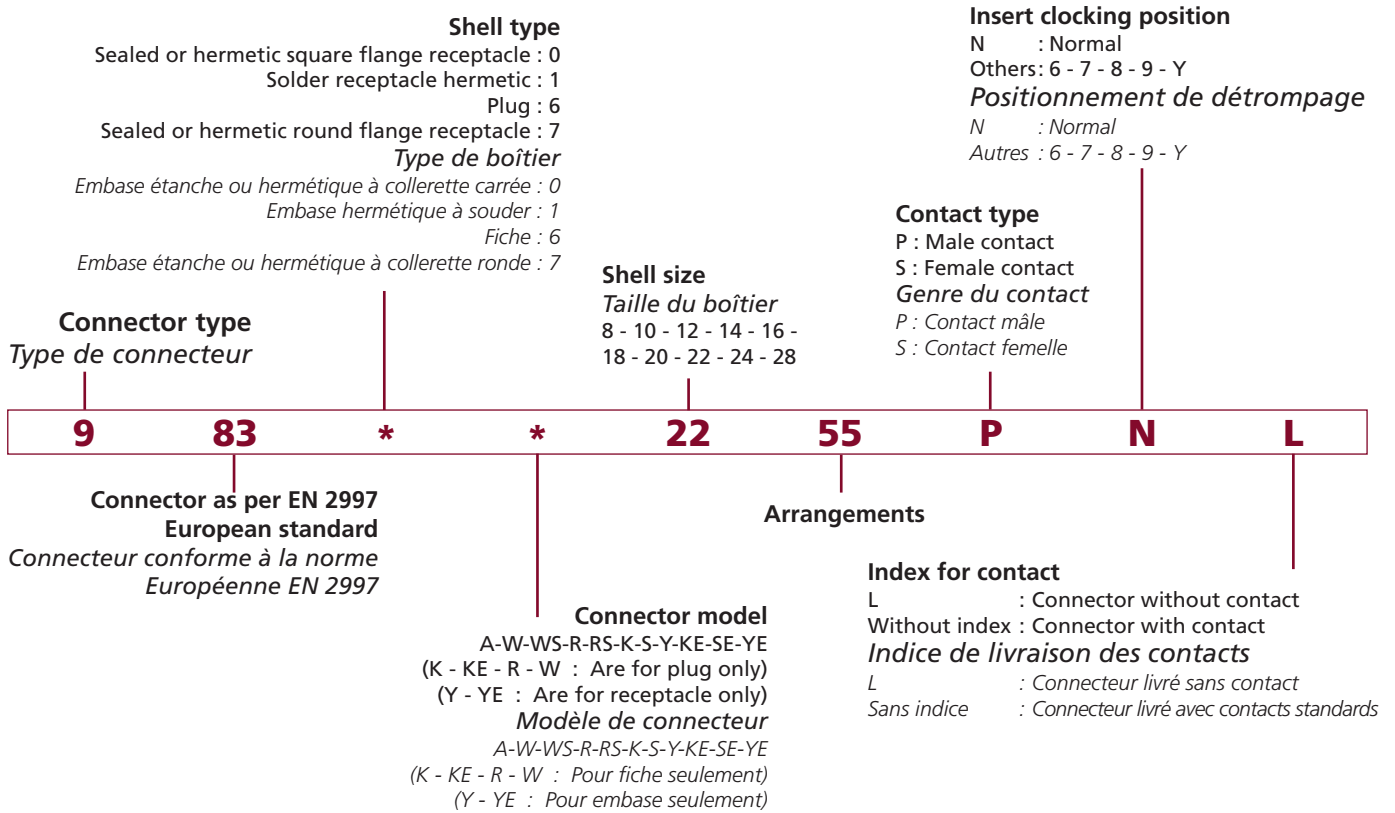 Shell type
Sealed or hermetic square flange receptacle : 0
Solder receptacle hermetic : 1
Plug : 6
Sealed or hermetic round flange receptacle : 7
Type de boîtier
Embase étanche ou hermétique à collerette carrée : 0
Embase hermétique à souder : 1
Fiche : 6
Embase étanche ou hermétique à collerette ronde : 7
Insert clocking position
N : Normal
Others : 6 - 7 - 8 - 9 - Y
Positionnement de détrompage
N : Normal
Autres : 6 - 7 - 8 - 9 - Y
Contact type
P : Male contact
S : Female contact
Genre du contact
P : Contact mâle
S : Contact femelle
Shell size
Taille du boîtier
8 - 10 - 12 - 14 - 16 -
18 - 20 - 22 - 24 - 28
Connector type
Type de connecteur
9 83 * * 22 55 P N L
Connector as per EN 2997
European standard
Connecteur conforme à la norme
Européenne EN 2997
Arrangements
Connector model
A-W-WS-R-RS-K-S-Y-KE-SE-YE
(K - KE - R - W : Are for plug only)
(Y - YE : Are for receptacle only)
Modèle de connecteur
A-W-WS-R-RS-K-S-Y-KE-SE-YE
(K - KE - R - W : Pour fiche seulement)
(Y - YE : Pour embase seulement)
Index for contact
L : Connector without contact
Without index : Connector with contact
Indice de livraison des contacts
L : Connecteur livré sans contact
Sans indice : Connecteur livré avec contacts standards